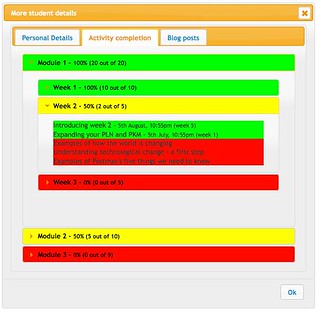 More student details
Personal Details
Activity completion
Blog posts
Module 1 - 100% (20 out of 20)
Week 1 - 100% (10 out of 10)
Week 2 - 50% (2 out of 5)
Introducing week 2 - 5th August, 10:55pm (week 5)
Expanding your PLN and PKM - 5th July, 10:55pm (week 1)
Examples of how the world is changing
Understanding technological change - a first step
Examples of Postman's five things we need to know
Week 3 - 0% (0 out of 5)
Module 2 - 50% (5 out of 10)
Module 3 - 0% (0 out of 9)
Ok